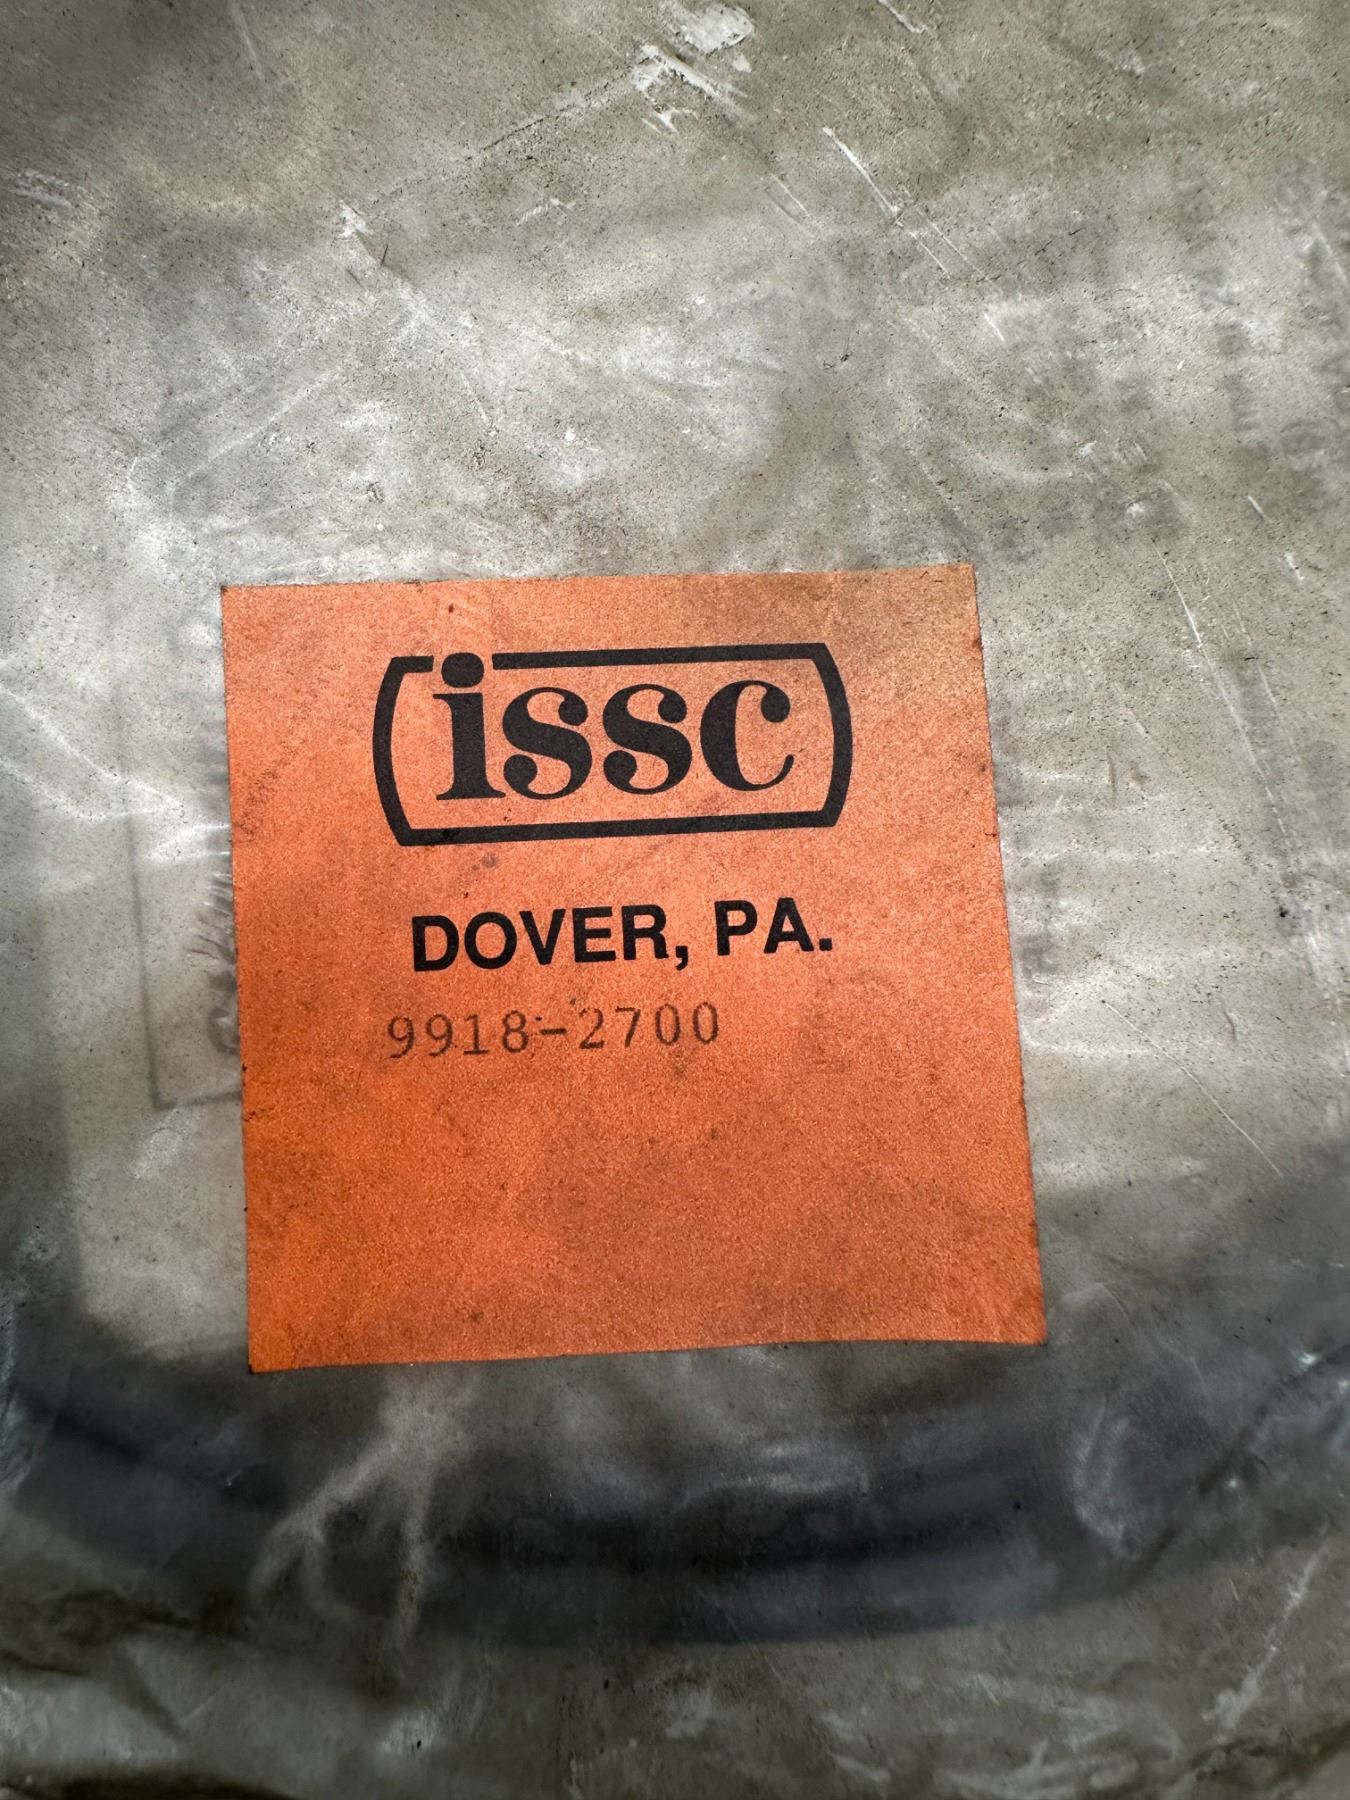 issc
DOVER, PA.
9918-2700